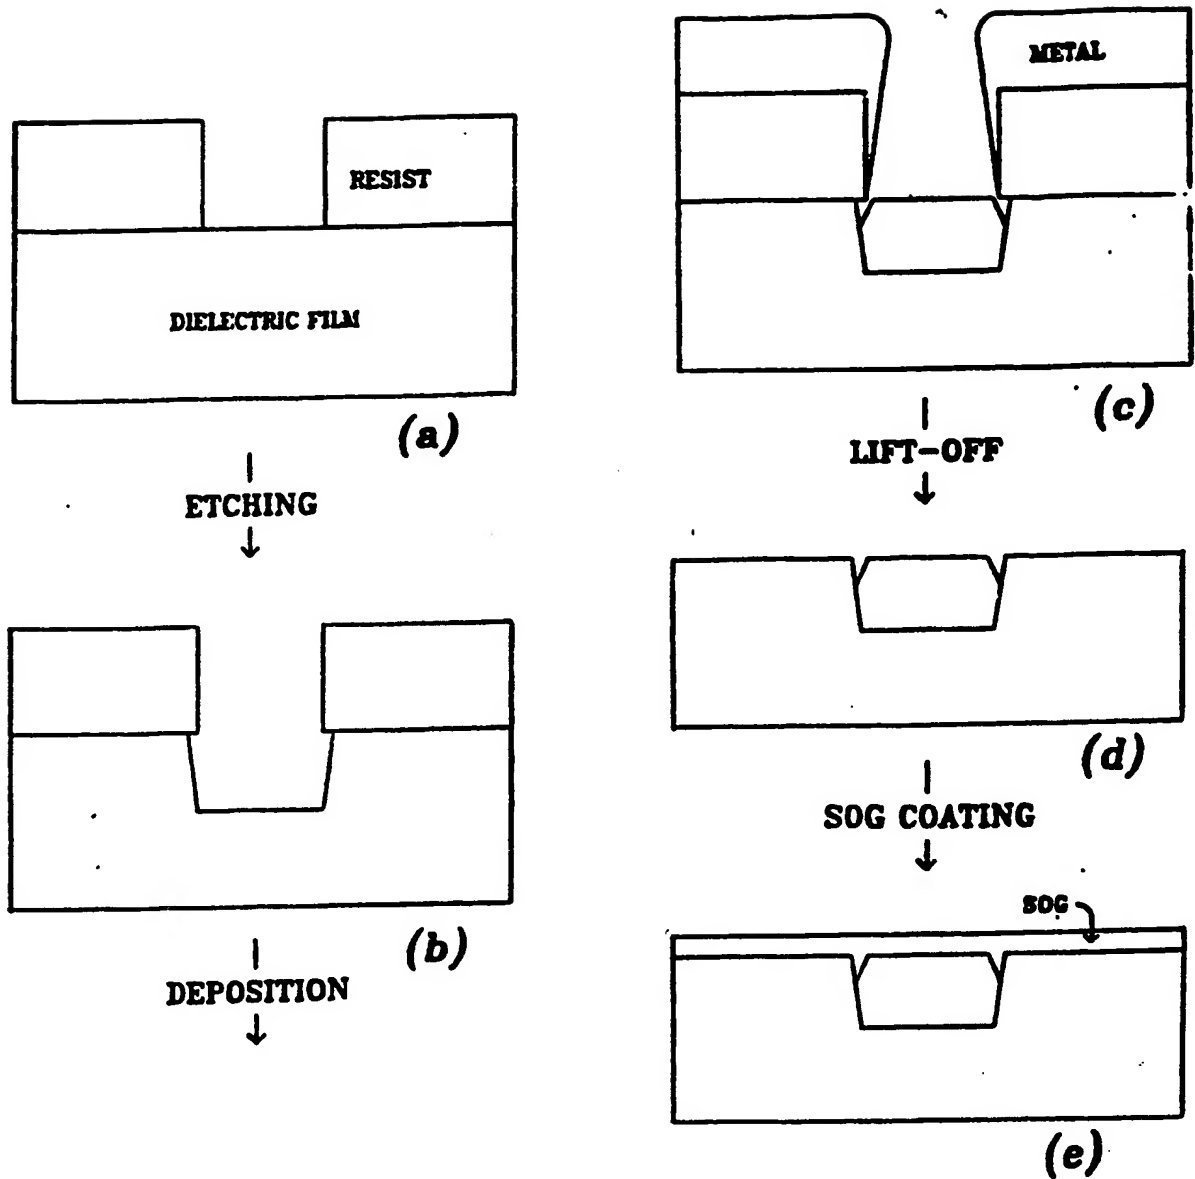 RESIST
DIELECTRIC FILM
(a)
ETCHING
(b)
DEPOSITION
METAL
(c)
LIFT-OFF
(d)
SOG COATING
SOG
(e)